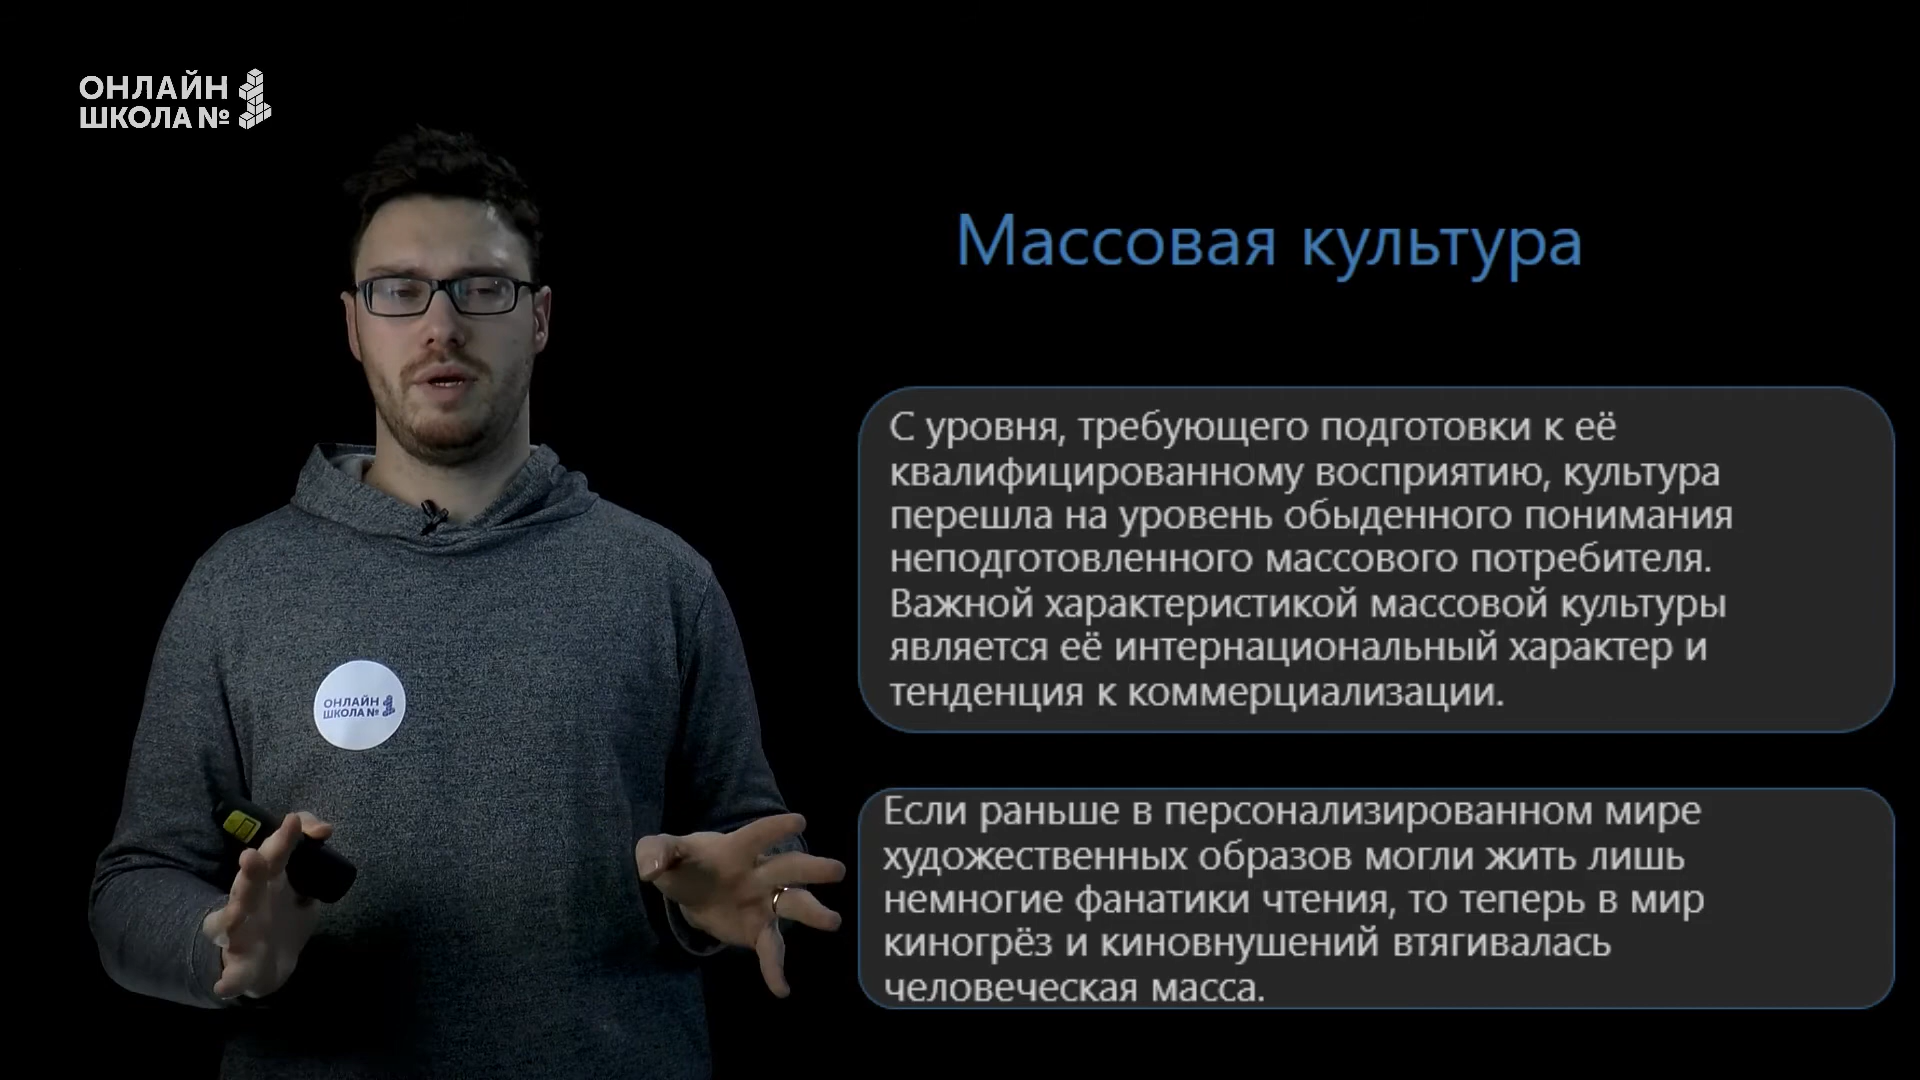 ОНЛАЙН
ШКОЛА №
Массовая культура
С уровня, требующего подготовки к её
квалифицированному восприятию, культура
перешла на уровень обыденного понимания
неподготовленного массового потребителя.
Важной характеристикой массовой культуры
является её интернациональный характер и
тенденция к коммерциализации.
ОНЛАЙН
ШКОЛА №
Если раньше в персонализированном мире
художественных образов могли жить лишь
немногие фанатики чтения, то теперь в мир
киногрёз и киновнушений втягивалась
человеческая масса.